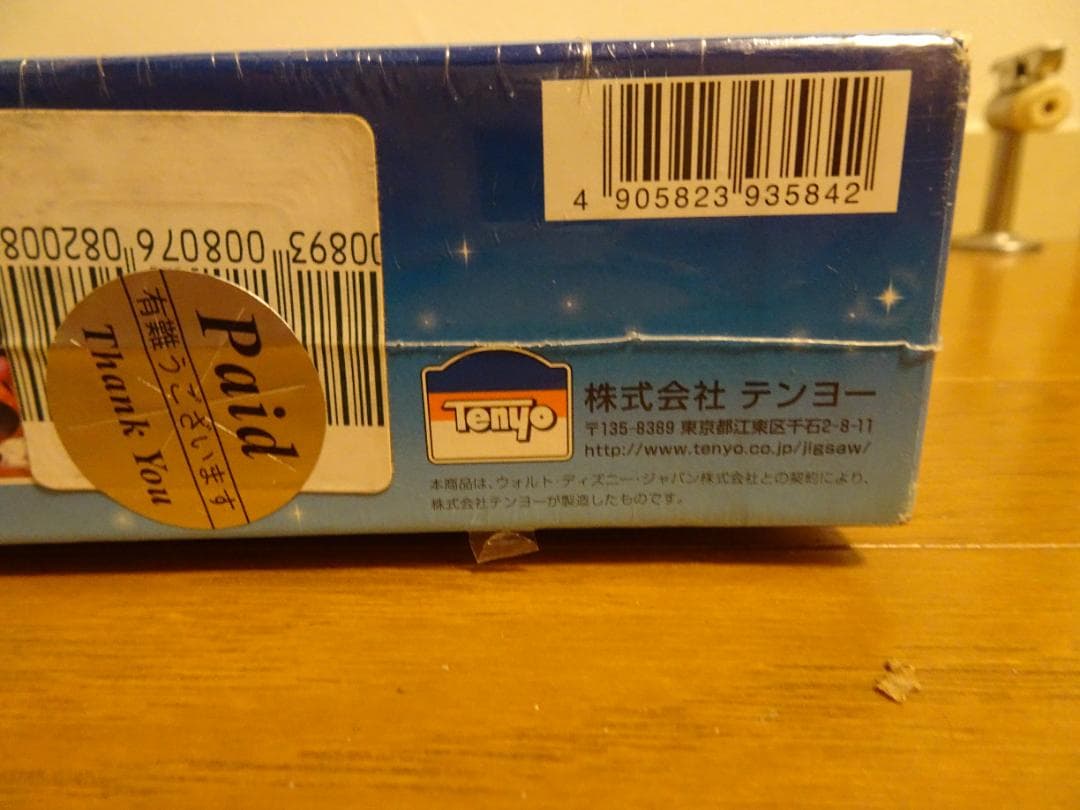 4 905823 935842
00893 008076 082008
Paid
有難うございます
Thank You
Tenyo
株式会社 テンヨー
〒135-8389 東京都江東区千石2-8-11
http://www.tenyo.co.jp/jigsaw/
本商品は、ウォルト・ディズニー・ジャパン株式会社との契約により、
株式会社テンヨーが製造したものです。